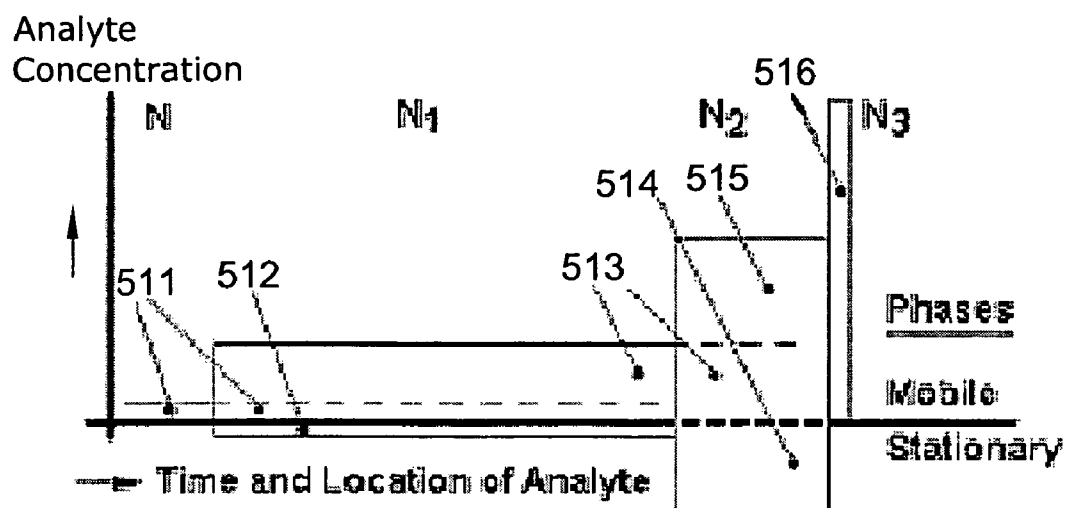 Analyte
Concentration
516
N
N1
N2
N3
514
515
511
512
513
Phases
Mobile
Stationary
Time and Location of Analyte